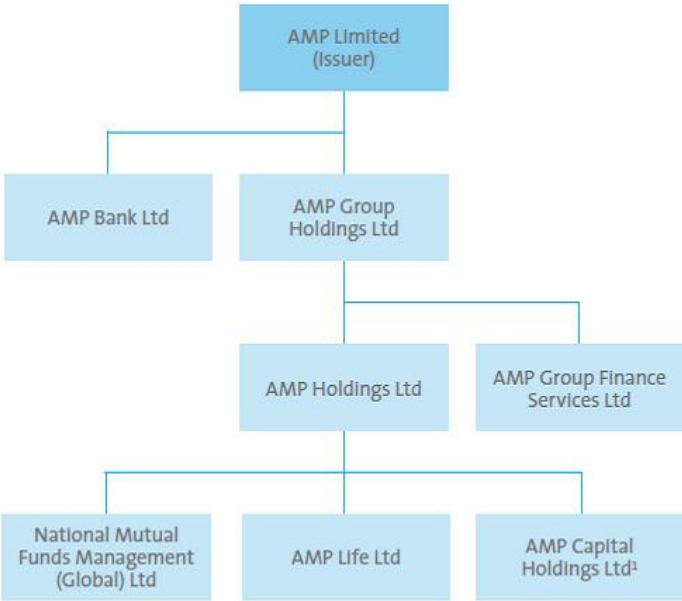 AMP Limited
(Issuer)
AMP Bank Ltd
AMP Group
Holdings Ltd
AMP Holdings Ltd
AMP Group Finance
Services Ltd
National Mutual
Funds Management
(Global) Ltd
AMP Life Ltd
AMP Capital
Holdings Ltd¹